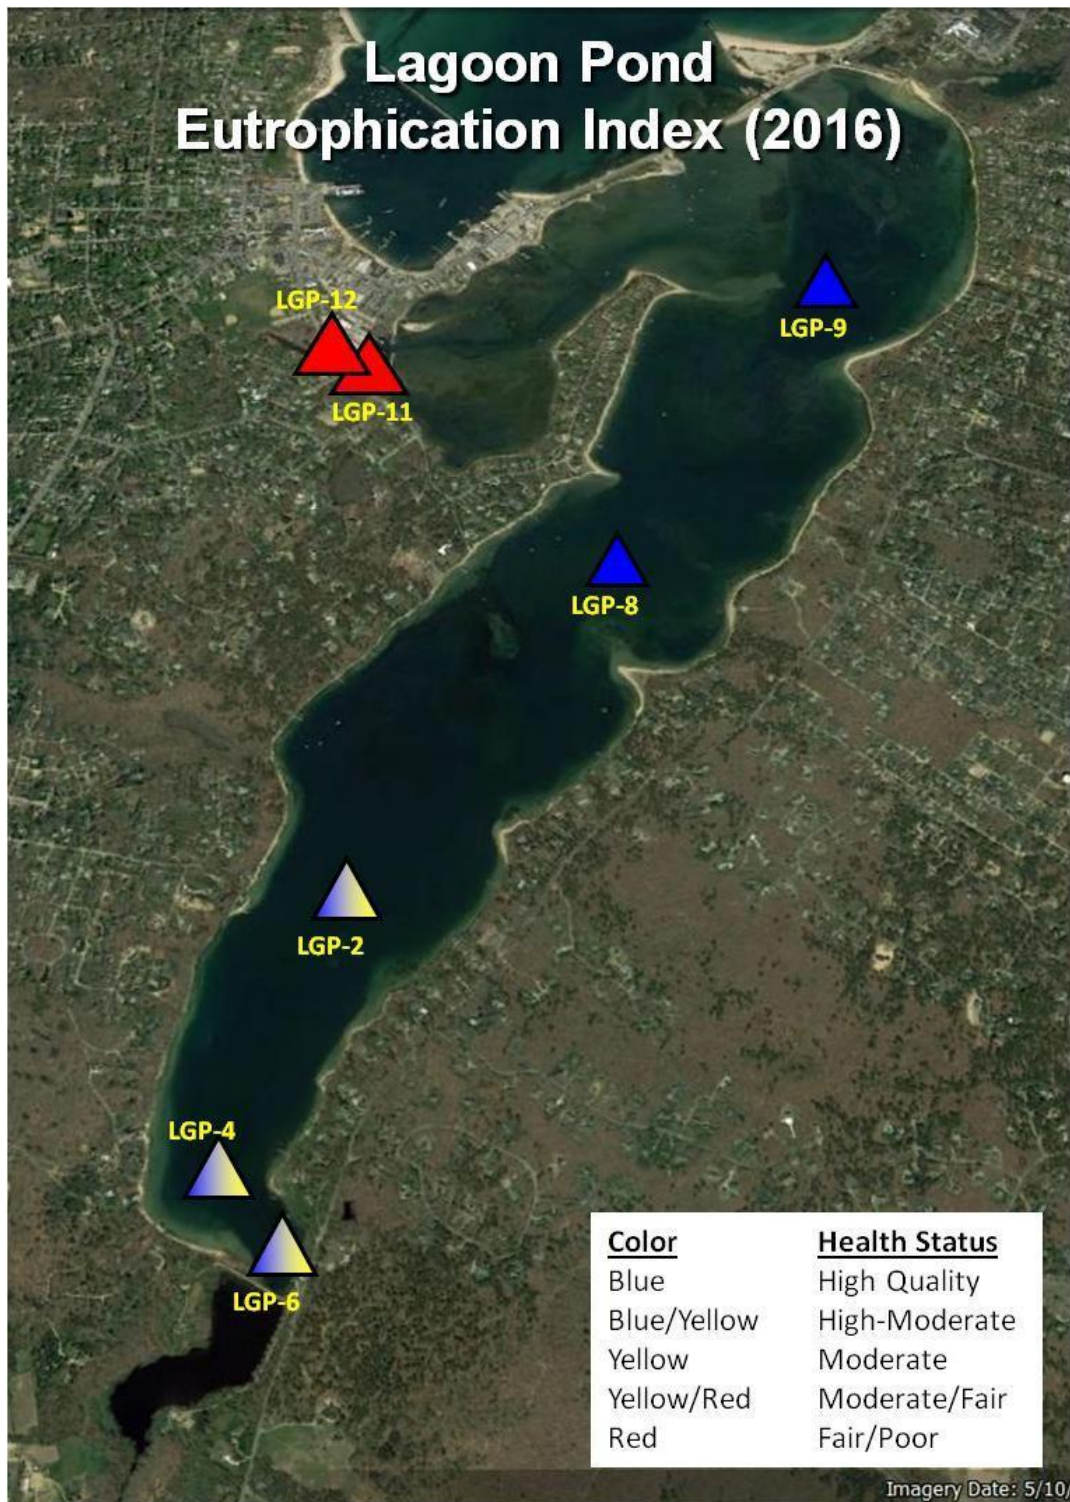 Lagoon Pond
Eutrophication Index (2016)
LGP-12
LGP-9
LGP-11
LGP-8
LGP-2
LGP-4
LGP-6
Color Health Status
Blue High Quality
Blue/Yellow High-Moderate
Yellow Moderate
Yellow/Red Moderate/Fair
Red Fair/Poor
Imagery Date: 5/10/